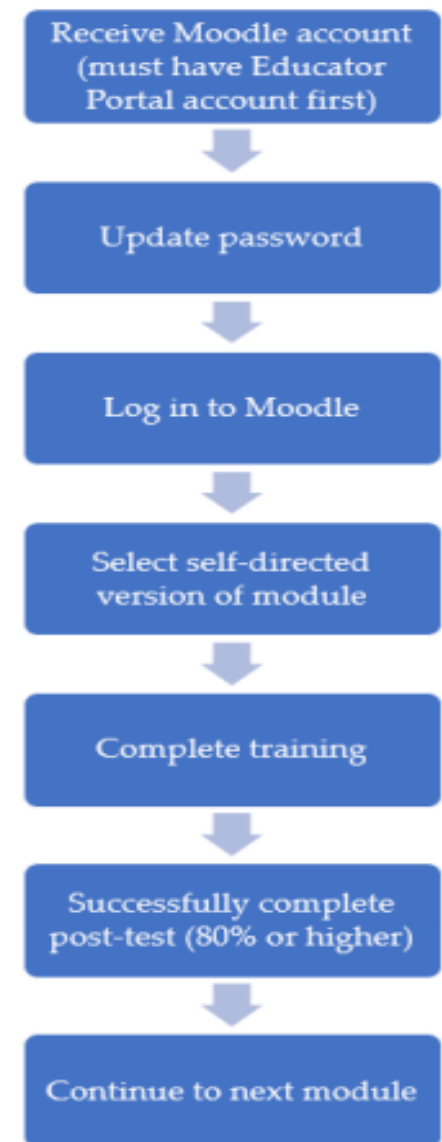 Receive Moodle account
(must have Educator
Portal account first)
Update password
Log in to Moodle
Select self-directed
version of module
Complete training
Successfully complete
post-test (80% or higher)
Continue to next module